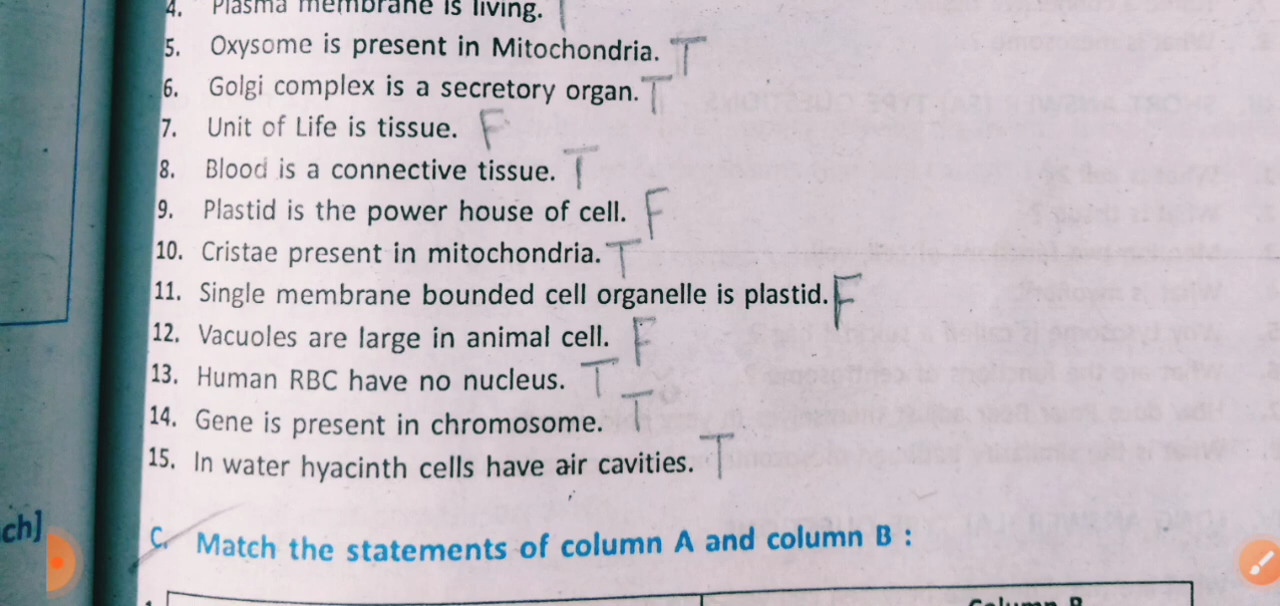 4. Plasma membrane is living.
5. Oxysome is present in Mitochondria. T
6. Golgi complex is a secretory organ. T
7. Unit of Life is tissue. F
8. Blood is a connective tissue. T
9. Plastid is the power house of cell. F
10. Cristae present in mitochondria. T
11. Single membrane bounded cell organelle is plastid. F
12. Vacuoles are large in animal cell. F
13. Human RBC have no nucleus. T
14. Gene is present in chromosome. T
15. In water hyacinth cells have air cavities. T
ch]
C. Match the statements of column A and column B :
1.
Column B